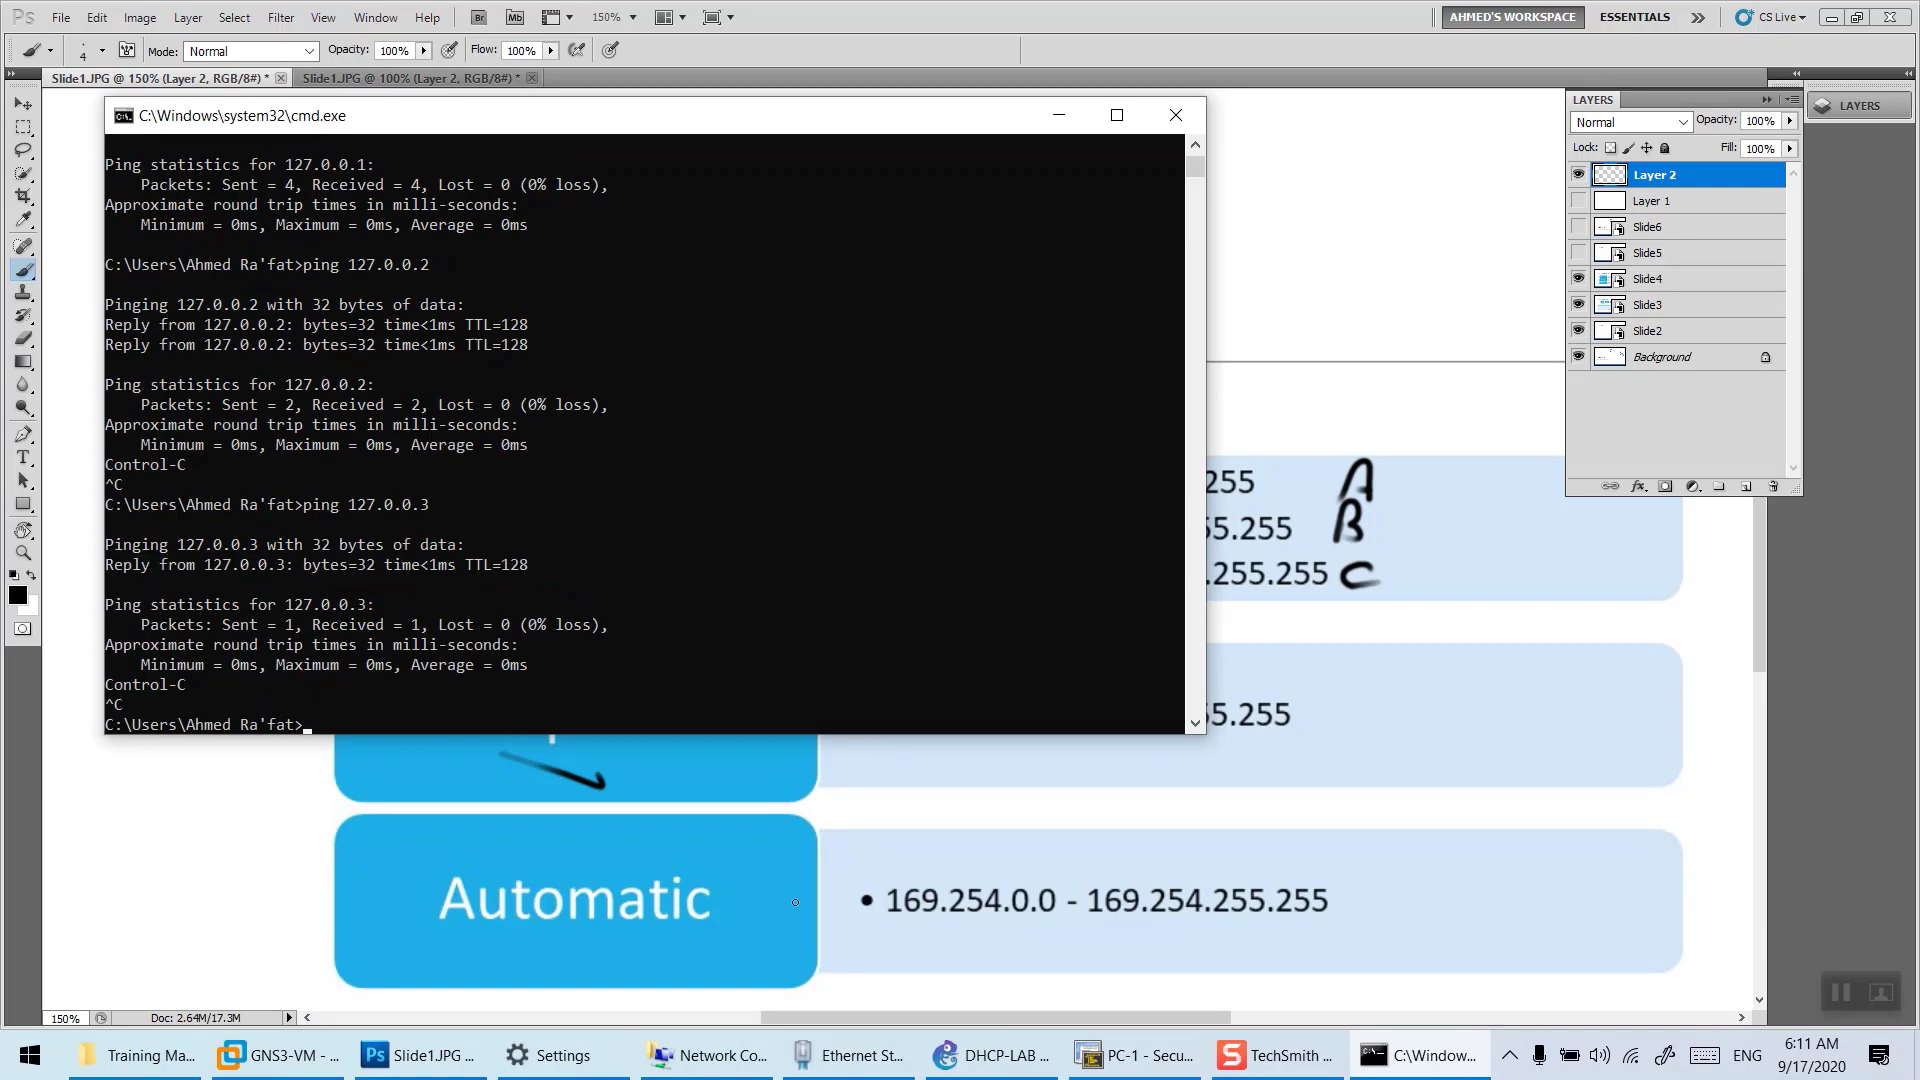 Ps File Edit Image Layer Select Filter View Window Help Br Mb 150% AHMED'S WORKSPACE ESSENTIALS CS Live
4 Mode: Normal Opacity: 100% Flow: 100%
Slide1.JPG @ 150% (Layer 2, RGB/8#) * Slide1.JPG @ 100% (Layer 2, RGB/8#) *
C:\Windows\system32\cmd.exe
Ping statistics for 127.0.0.1:
Packets: Sent = 4, Received = 4, Lost = 0 (0% loss),
Approximate round trip times in milli-seconds:
Minimum = 0ms, Maximum = 0ms, Average = 0ms
C:\Users\Ahmed Ra'fat>ping 127.0.0.2
Pinging 127.0.0.2 with 32 bytes of data:
Reply from 127.0.0.2: bytes=32 time<1ms TTL=128
Reply from 127.0.0.2: bytes=32 time<1ms TTL=128
Ping statistics for 127.0.0.2:
Packets: Sent = 2, Received = 2, Lost = 0 (0% loss),
Approximate round trip times in milli-seconds:
Minimum = 0ms, Maximum = 0ms, Average = 0ms
Control-C
^C
C:\Users\Ahmed Ra'fat>ping 127.0.0.3
Pinging 127.0.0.3 with 32 bytes of data:
Reply from 127.0.0.3: bytes=32 time<1ms TTL=128
Ping statistics for 127.0.0.3:
Packets: Sent = 1, Received = 1, Lost = 0 (0% loss),
Approximate round trip times in milli-seconds:
Minimum = 0ms, Maximum = 0ms, Average = 0ms
Control-C
^C
C:\Users\Ahmed Ra'fat>
LAYERS
Normal Opacity: 100%
Lock: Fill: 100%
Layer 2
Layer 1
Slide6
Slide5
Slide4
Slide3
Slide2
Background
LAYERS
.255 A
55.255 B
.255.255 C
55.255
Automatic
• 169.254.0.0 - 169.254.255.255
150% Doc: 2.64M/17.3M
Training Ma... GNS3-VM - ... Slide1.JPG ... Settings Network Co... Ethernet St... DHCP-LAB ... PC-1 - Secu... TechSmith ... C:\Window... ENG 6:11 AM
9/17/2020